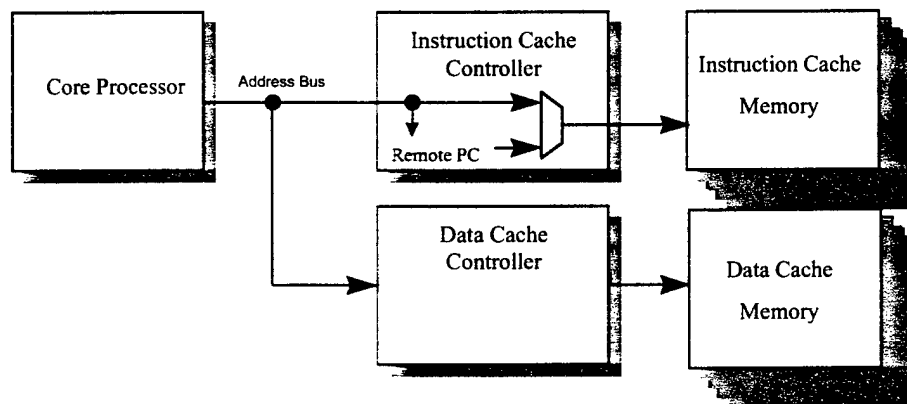 Core Processor
Address Bus
Instruction Cache
Controller
Remote PC
Instruction Cache
Memory
Data Cache
Controller
Data Cache
Memory